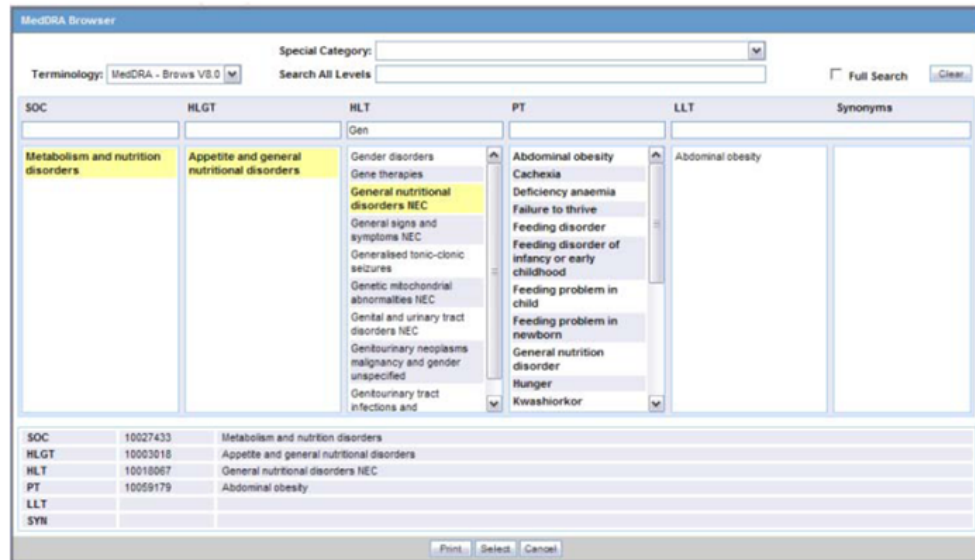 MedDRA Browser
Special Category:
Terminology: MedDRA - Brows V8.0
Search All Levels
Full Search
Clear
SOC HLGT HLT PT LLT Synonyms
Gen
Metabolism and nutrition
disorders
Appetite and general
nutritional disorders
Gender disorders
Gene therapies
General nutritional
disorders NEC
General signs and
symptoms NEC
Generalised tonic-clonic
seizures
Genetic mitochondrial
abnormalities NEC
Genital and urinary tract
disorders NEC
Genitourinary neoplasms
malignancy and gender
unspecified
Genitourinary tract
infections and
Abdominal obesity
Cachexia
Deficiency anaemia
Failure to thrive
Feeding disorder
Feeding disorder of
infancy or early
childhood
Feeding problem in
child
Feeding problem in
newborn
General nutrition
disorder
Hunger
Kwashiorkor
Abdominal obesity
SOC 10027433 Metabolism and nutrition disorders
HLGT 10003018 Appetite and general nutritional disorders
HLT 10018067 General nutritional disorders NEC
PT 10059179 Abdominal obesity
LLT
SYN
Print Select Cancel